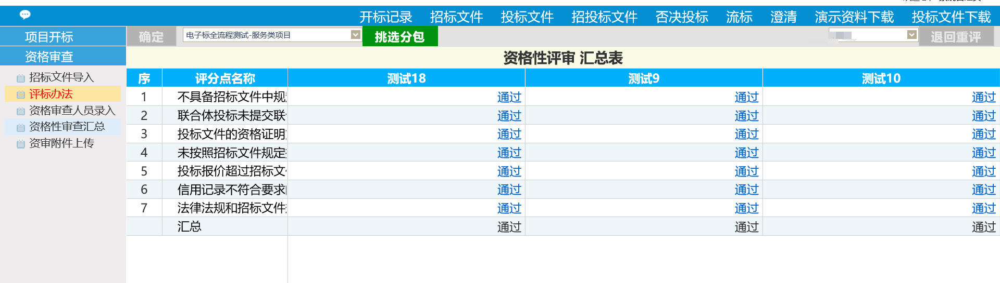 开标记录 招标文件 投标文件 招投标文件 否决投标 流标 澄清 演示资料下载 投标文件下载
项目开标 确定 电子标全流程测试-服务类项目 挑选分包 退回重评
资格审查
资格性评审 汇总表
招标文件导入
评标办法
资格审查人员录入
资格性审查汇总
资审附件上传
序 评分点名称 测试18 测试9 测试10
1 不具备招标文件中规 通过 通过 通过
2 联合体投标未提交联 通过 通过 通过
3 投标文件的资格证明 通过 通过 通过
4 未按照招标文件规定 通过 通过 通过
5 投标报价超过招标文 通过 通过 通过
6 信用记录不符合要求 通过 通过 通过
7 法律法规和招标文件 通过 通过 通过
汇总 通过 通过 通过